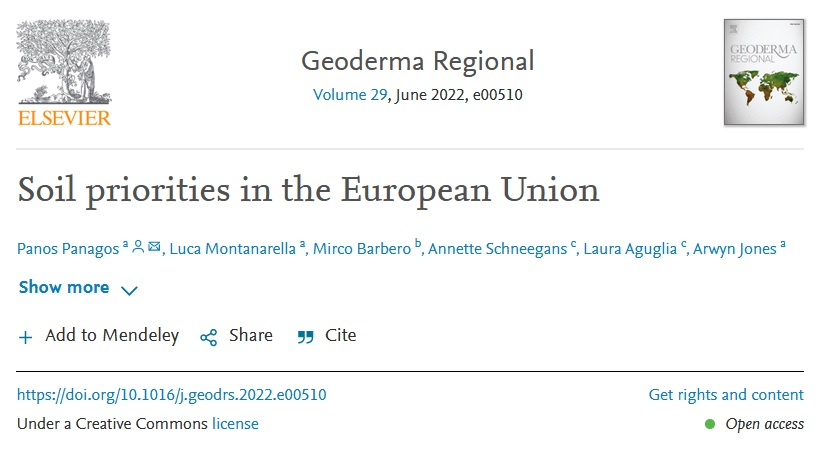 ELSEVIER
Geoderma Regional
Volume 29, June 2022, e00510
GEODERMA
REGIONAL
Soil priorities in the European Union
Panos Panagos a, Luca Montanarella a, Mirco Barbero b, Annette Schneegans c, Laura Aguglia c, Arwyn Jones a
Show more
Add to Mendeley Share Cite
https://doi.org/10.1016/j.geodrs.2022.e00510 Get rights and content
Under a Creative Commons license Open access